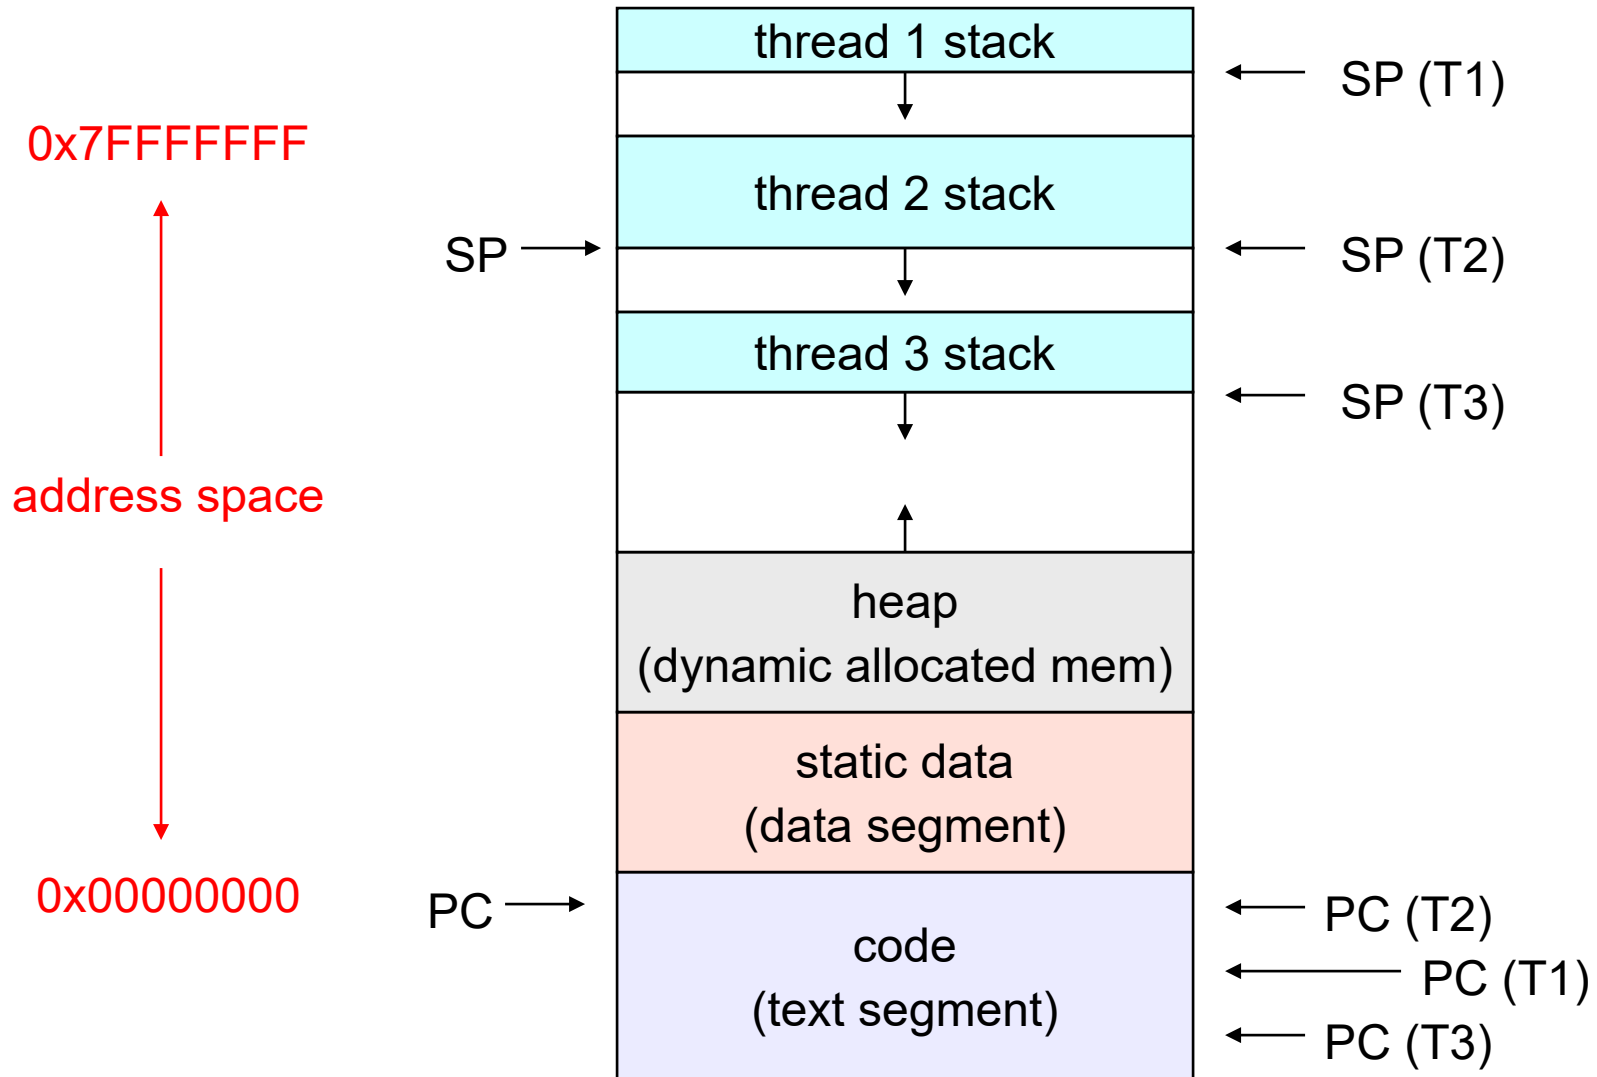 thread 1 stack
SP (T1)
0x7FFFFFFF
thread 2 stack
SP
SP (T2)
thread 3 stack
SP (T3)
address space
heap
(dynamic allocated mem)
static data
(data segment)
0x00000000
PC
PC (T2)
code
PC (T1)
(text segment)
PC (T3)